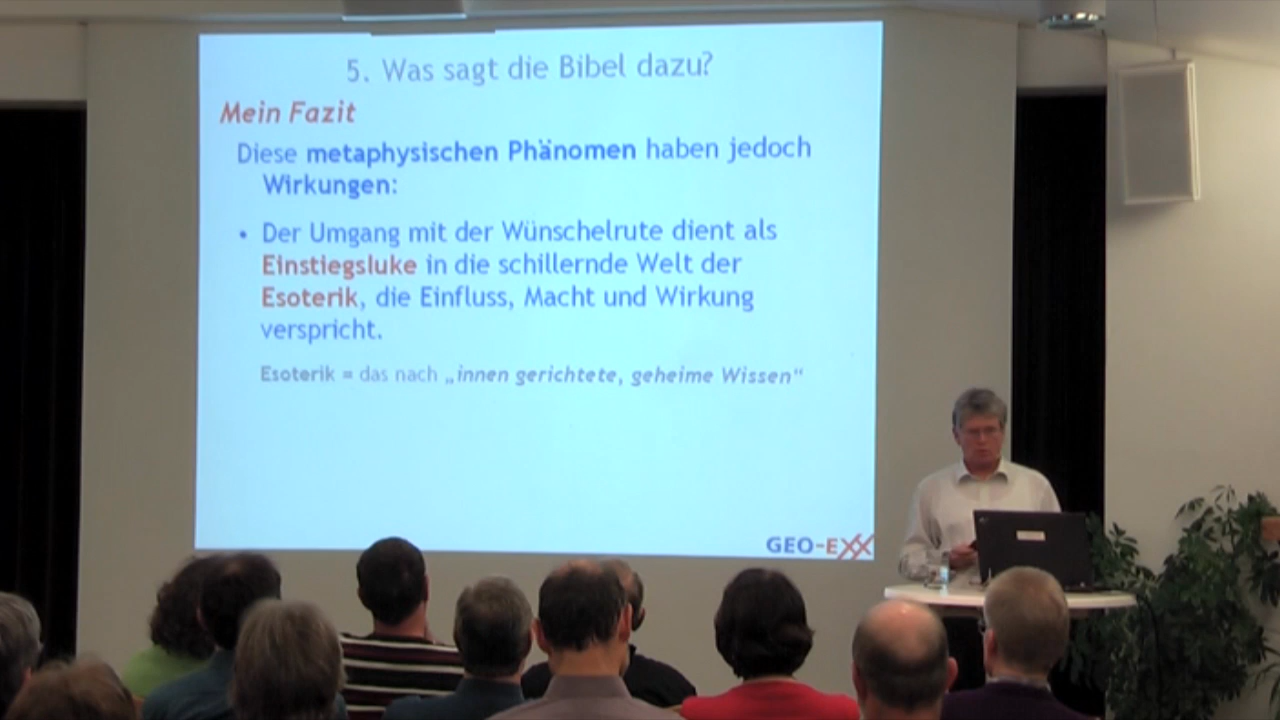 5. Was sagt die Bibel dazu?
Mein Fazit
Diese metaphysischen Phänomen haben jedoch
Wirkungen:
• Der Umgang mit der Wünschelrute dient als
Einstiegsluke in die schillernde Welt der
Esoterik, die Einfluss, Macht und Wirkung
verspricht.
Esoterik = das nach „innen gerichtete, geheime Wissen“
GEO-EXX